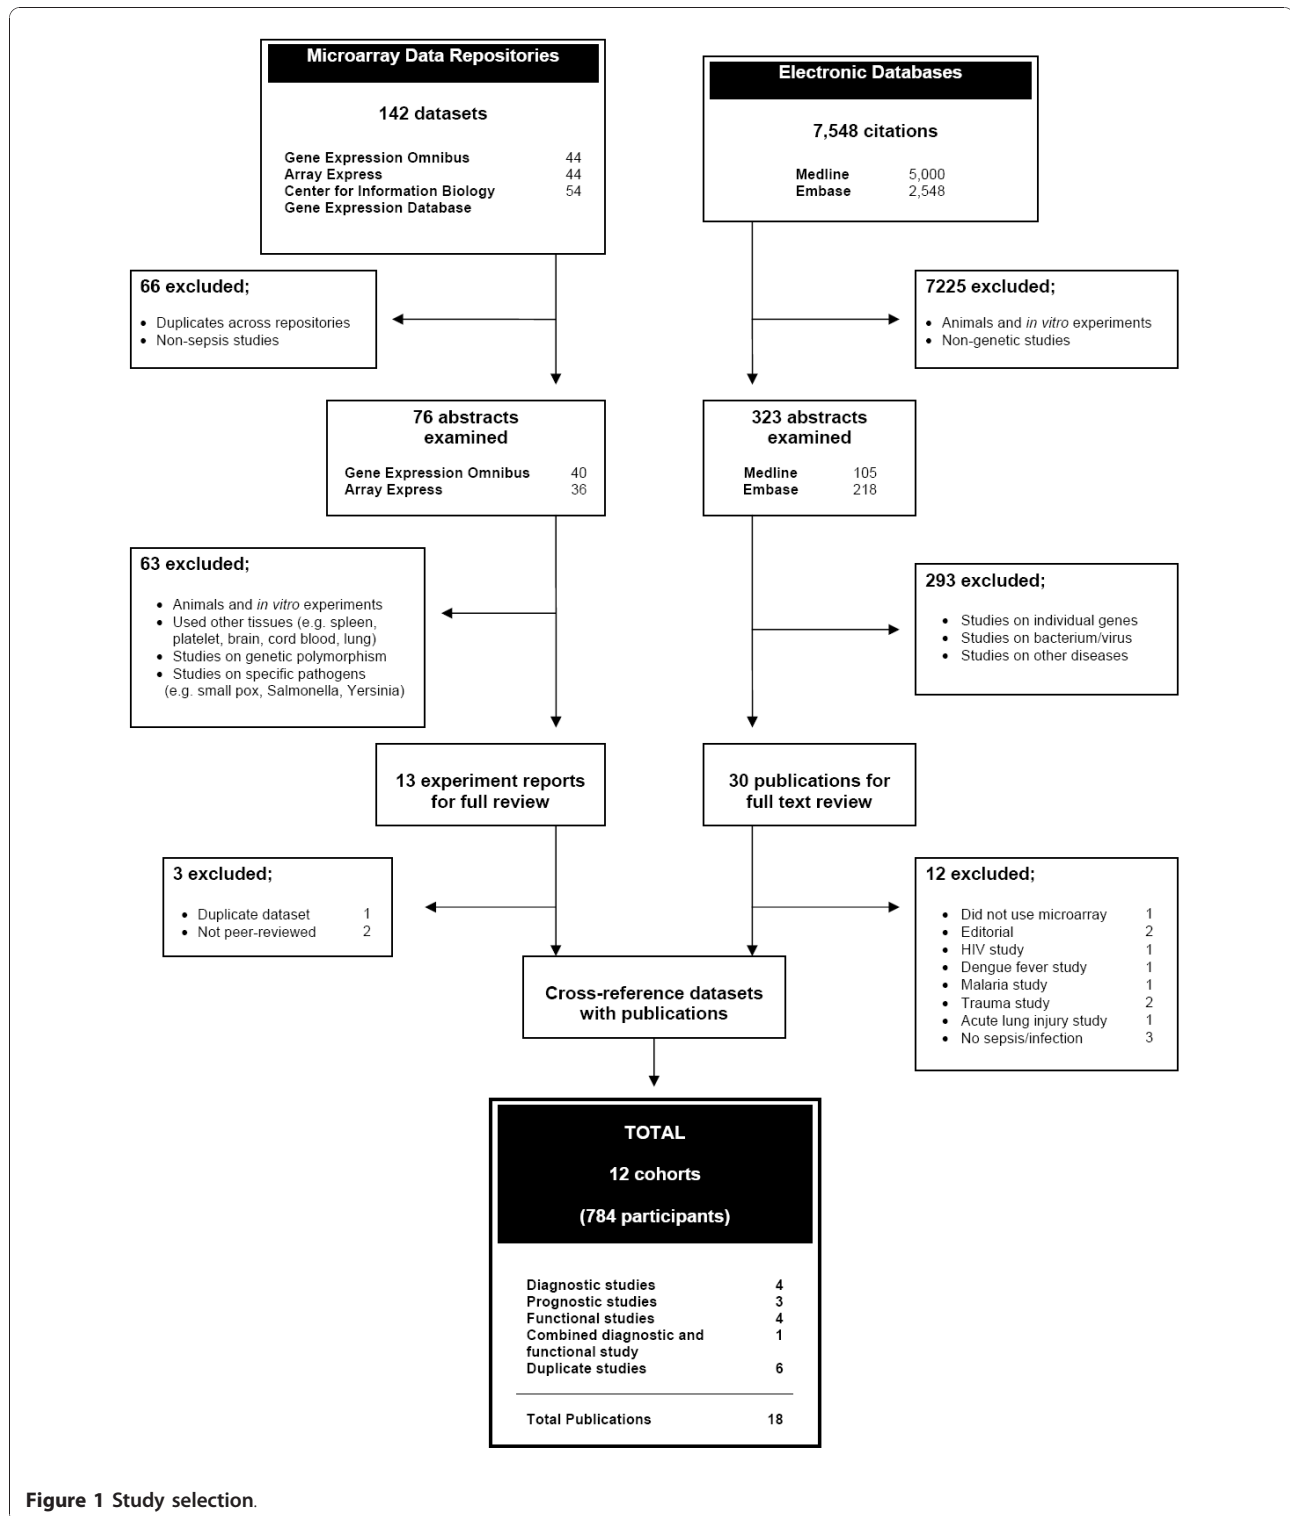 Microarray Data Repositories
142 datasets
Gene Expression Omnibus 44
Array Express 44
Center for Information Biology 54
Gene Expression Database
Electronic Databases
7,548 citations
Medline 5,000
Embase 2,548
66 excluded;
• Duplicates across repositories
• Non-sepsis studies
7225 excluded;
• Animals and in vitro experiments
• Non-genetic studies
76 abstracts
examined
Gene Expression Omnibus 40
Array Express 36
323 abstracts
examined
Medline 105
Embase 218
63 excluded;
• Animals and in vitro experiments
• Used other tissues (e.g. spleen,
platelet, brain, cord blood, lung)
• Studies on genetic polymorphism
• Studies on specific pathogens
(e.g. small pox, Salmonella, Yersinia)
293 excluded;
• Studies on individual genes
• Studies on bacterium/virus
• Studies on other diseases
13 experiment reports
for full review
30 publications for
full text review
3 excluded;
• Duplicate dataset 1
• Not peer-reviewed 2
12 excluded;
• Did not use microarray 1
• Editorial 2
• HIV study 1
• Dengue fever study 1
• Malaria study 1
• Trauma study 2
• Acute lung injury study 1
• No sepsis/infection 3
Cross-reference datasets
with publications
TOTAL
12 cohorts
(784 participants)
Diagnostic studies 4
Prognostic studies 3
Functional studies 4
Combined diagnostic and 1
functional study
Duplicate studies 6
Total Publications 18
Figure 1 Study selection.